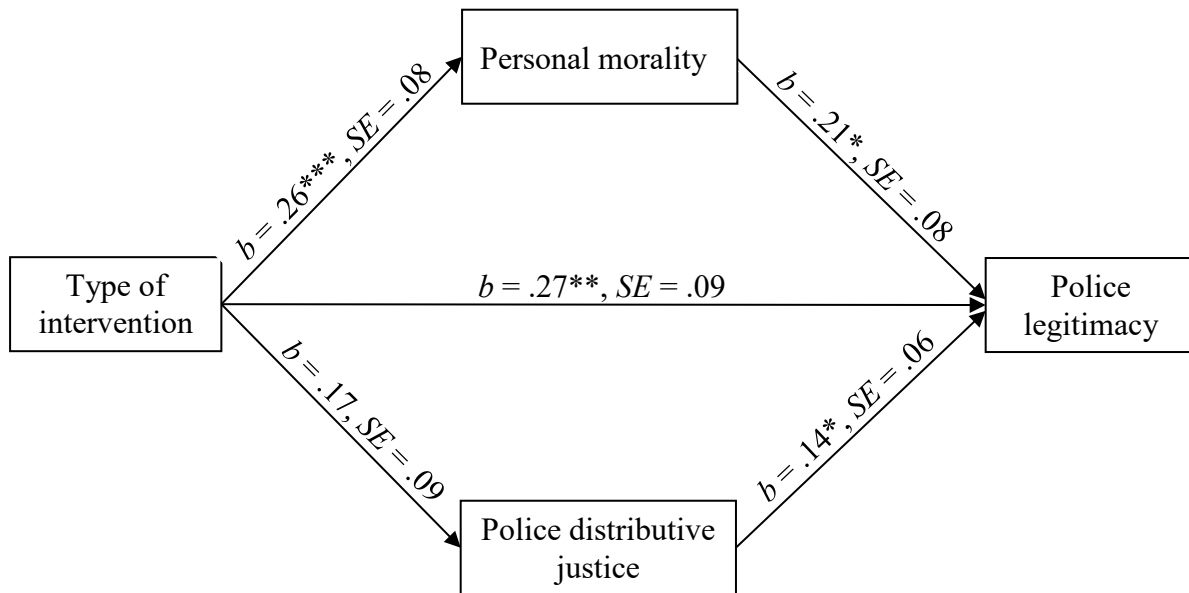 Personal morality
b = .26***, SE = .08
b = .21*, SE = .08
Type of
intervention
b = .27**, SE = .09
Police
legitimacy
b = .17, SE = .09
b = .14*, SE = .06
Police distributive
justice